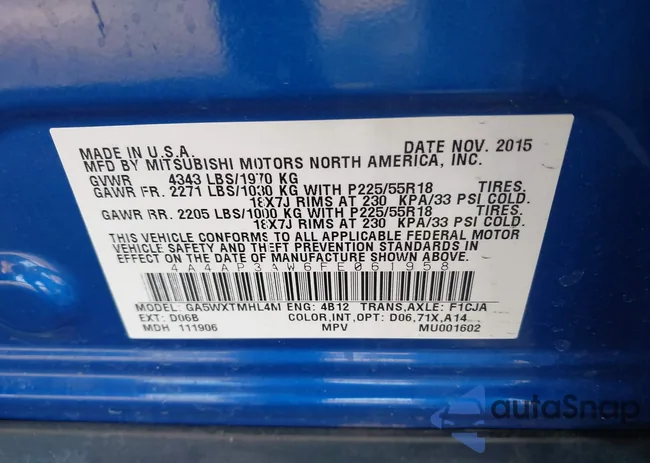 MADE IN U.S.A. DATE NOV. 2015
MFD BY MITSUBISHI MOTORS NORTH AMERICA, INC.
GVWR 4343 LBS/1970 KG
GAWR FR. 2271 LBS/1030 KG WITH P225/55R18 TIRES.
18X7J RIMS AT 230 KPA/33 PSI COLD.
GAWR RR. 2205 LBS/1000 KG WITH P225/55R18 TIRES.
18X7J RIMS AT 230 KPA/33 PSI COLD.
THIS VEHICLE CONFORMS TO ALL APPLICABLE FEDERAL MOTOR
VEHICLE SAFETY AND THEFT PREVENTION STANDARDS IN
EFFECT ON THE DATE OF MANUFACTURE SHOWN ABOVE.
4A4AP3AW6FE061958
MODEL: GA5WXTMHL4M ENG: 4B12 TRANS,AXLE: F1CJA
EXT: D06B COLOR,INT,OPT: D06,71X,A14
MDH 111906 MPV MU001602
autoSnap